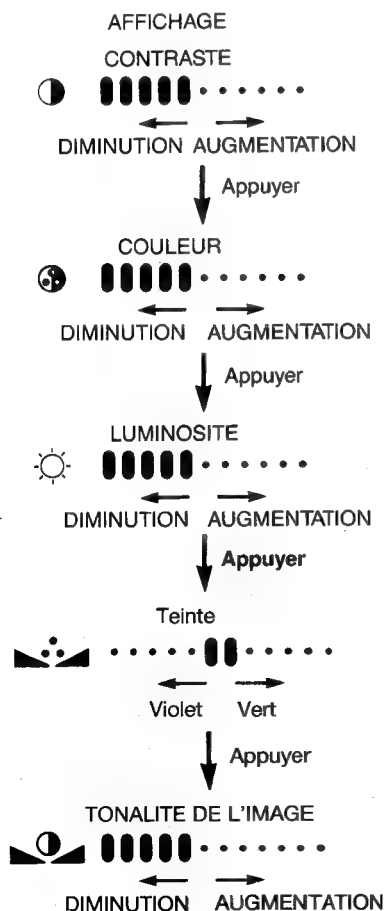 AFFICHAGE
CONTRASTE
DIMINUTION AUGMENTATION
Appuyer
COULEUR
DIMINUTION AUGMENTATION
Appuyer
LUMINOSITE
DIMINUTION AUGMENTATION
Appuyer
Teinte
Violet Vert
Appuyer
TONALITE DE L'IMAGE
DIMINUTION AUGMENTATION